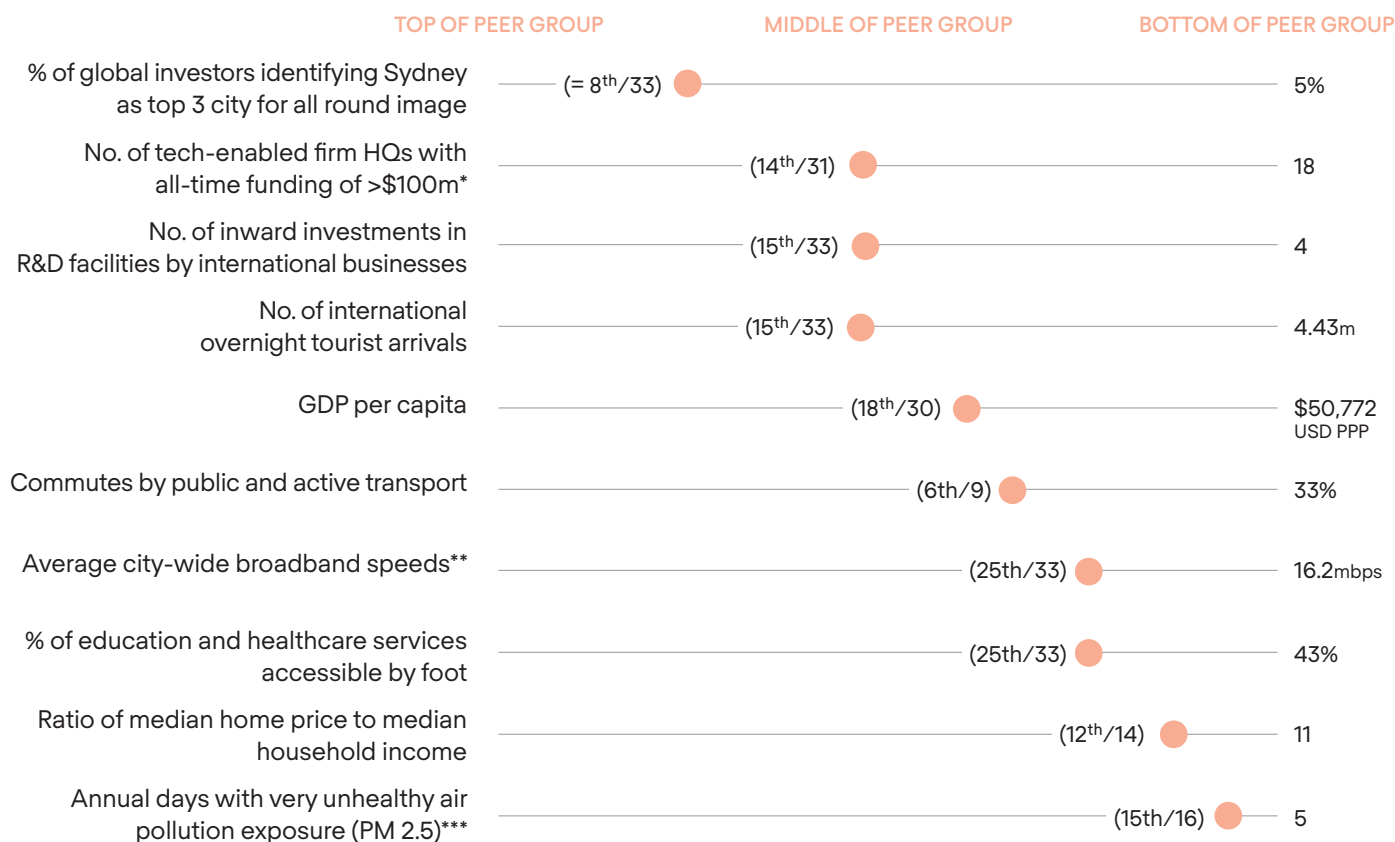 TOP OF PEER GROUP MIDDLE OF PEER GROUP BOTTOM OF PEER GROUP
% of global investors identifying Sydney
as top 3 city for all round image
(= 8th/33)
5%
No. of tech-enabled firm HQs with
all-time funding of >$100m*
(14th/31)
18
No. of inward investments in
R&D facilities by international businesses
(15th/33)
4
No. of international
overnight tourist arrivals
(15th/33)
4.43m
GDP per capita
(18th/30)
$50,772
USD PPP
Commutes by public and active transport
(6th/9)
33%
Average city-wide broadband speeds**
(25th/33)
16.2mbps
% of education and healthcare services
accessible by foot
(25th/33)
43%
Ratio of median home price to median
household income
(12th/14)
11
Annual days with very unhealthy air
pollution exposure (PM 2.5)***
(15th/16)
5